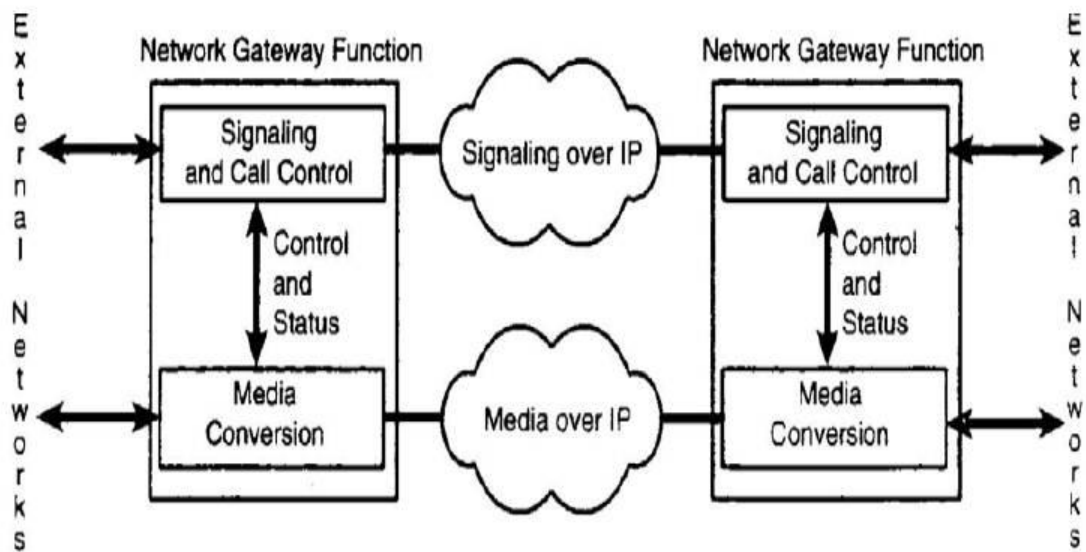 External Networks
Network Gateway Function
Signaling
and Call Control
Control
and
Status
Media
Conversion
Signaling over IP
Media over IP
Network Gateway Function
Signaling
and Call Control
Control
and
Status
Media
Conversion
External Networks